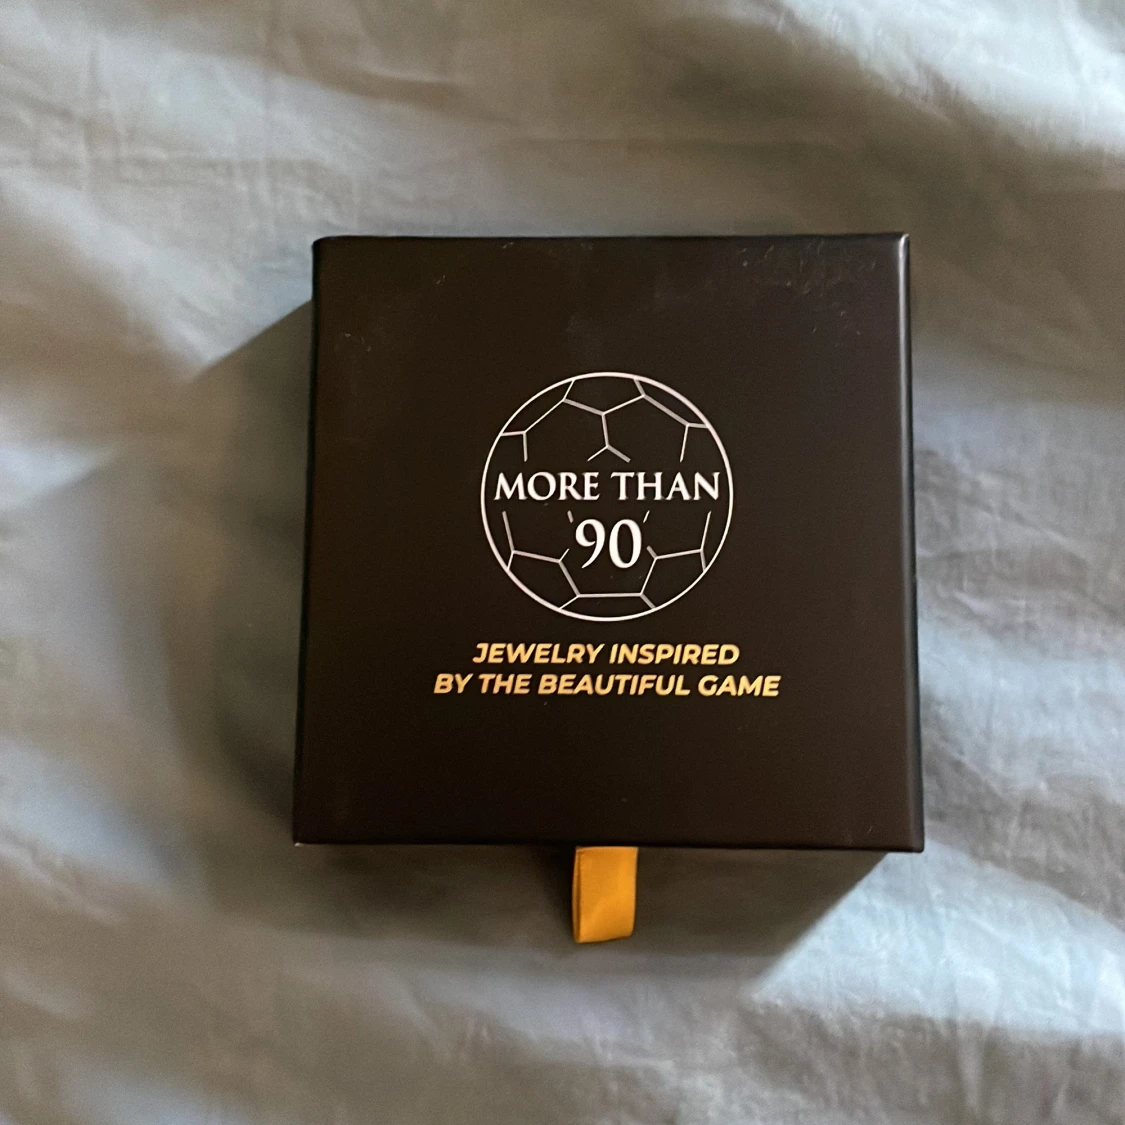 MORE THAN
90
JEWELRY INSPIRED
BY THE BEAUTIFUL GAME